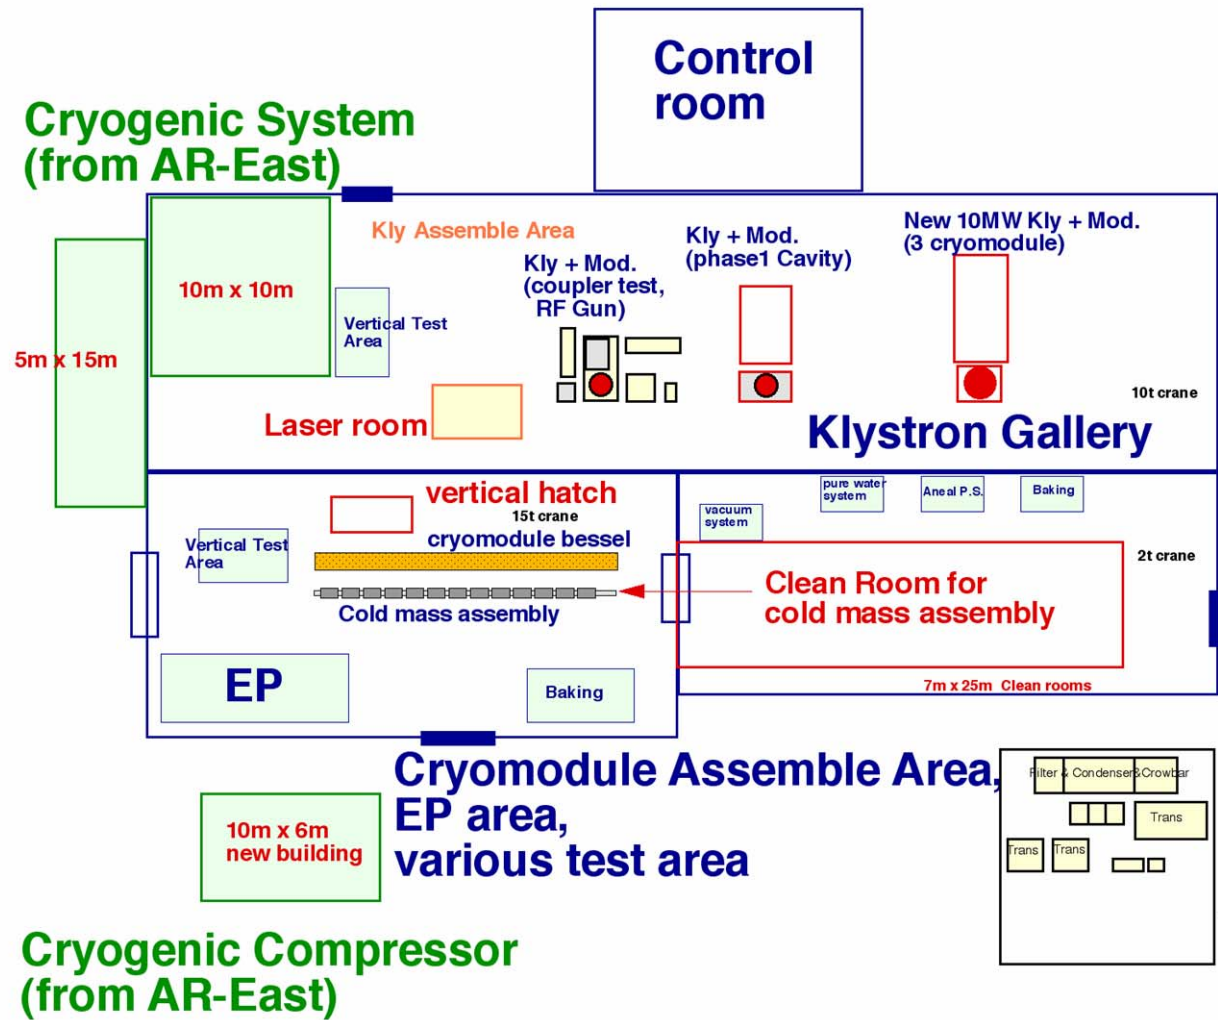 Control
room
Cryogenic System
(from AR-East)
Kly Assemble Area
Kly + Mod.
(coupler test,
RF Gun)
Kly + Mod.
(phase1 Cavity)
New 10MW Kly + Mod.
(3 cryomodule)
10m x 10m
Vertical Test
Area
5m x 15m
Laser room
10t crane
Klystron Gallery
vertical hatch
15t crane
cryomodule bessel
Vertical Test
Area
Cold mass assembly
EP
Baking
vacuum
system
pure water
system
Aneal P.S.
Baking
2t crane
Clean Room for
cold mass assembly
7m x 25m Clean rooms
Cryomodule Assemble Area,
EP area,
various test area
10m x 6m
new building
Cryogenic Compressor
(from AR-East)
Filter & Condenser&Crowbar
Trans
Trans
Trans